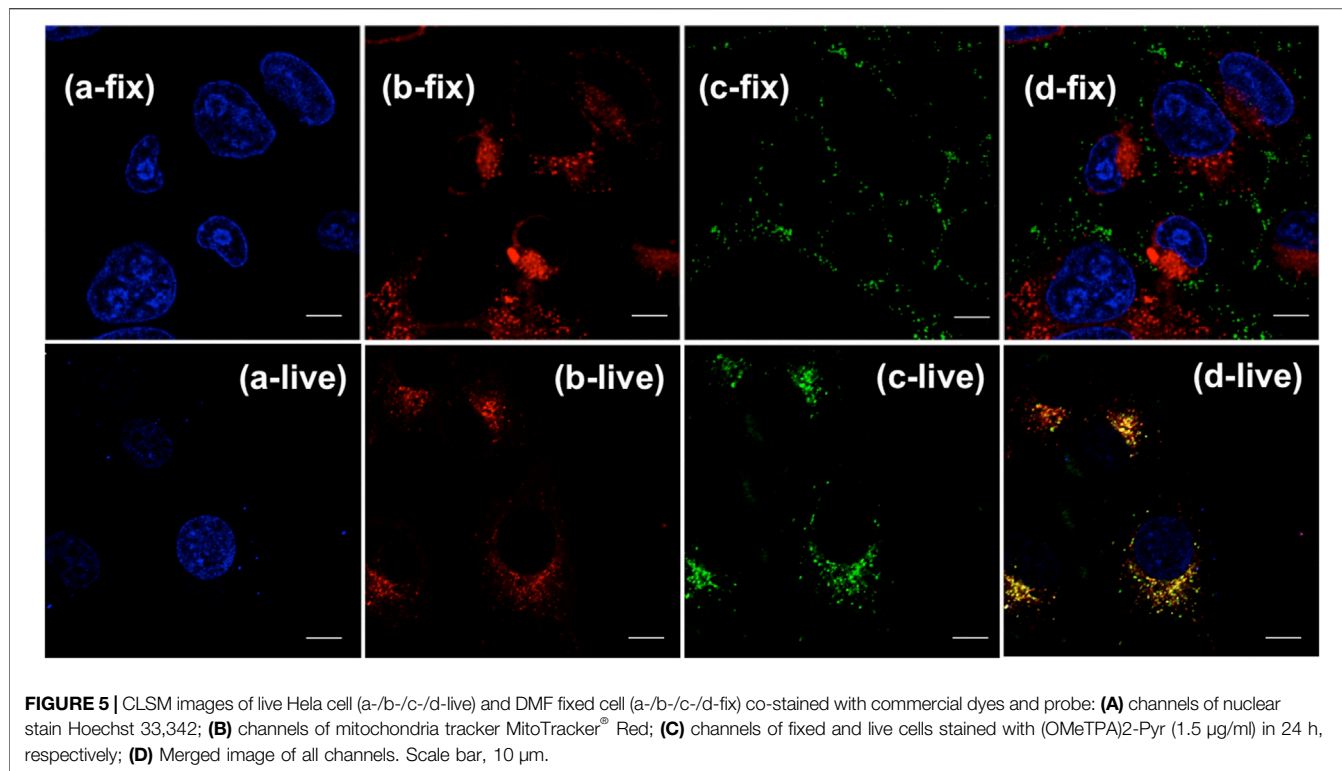 (a-fix) (b-fix) (c-fix) (d-fix)
(a-live) (b-live) (c-live) (d-live)
FIGURE 5 | CLSM images of live Hela cell (a-/b-/c-/d-live) and DMF fixed cell (a-/b-/c-/d-fix) co-stained with commercial dyes and probe: (A) channels of nuclear
stain Hoechst 33,342; (B) channels of mitochondria tracker MitoTracker® Red; (C) channels of fixed and live cells stained with (OMeTPA)2-Pyr (1.5 µg/ml) in 24 h,
respectively; (D) Merged image of all channels. Scale bar, 10 µm.